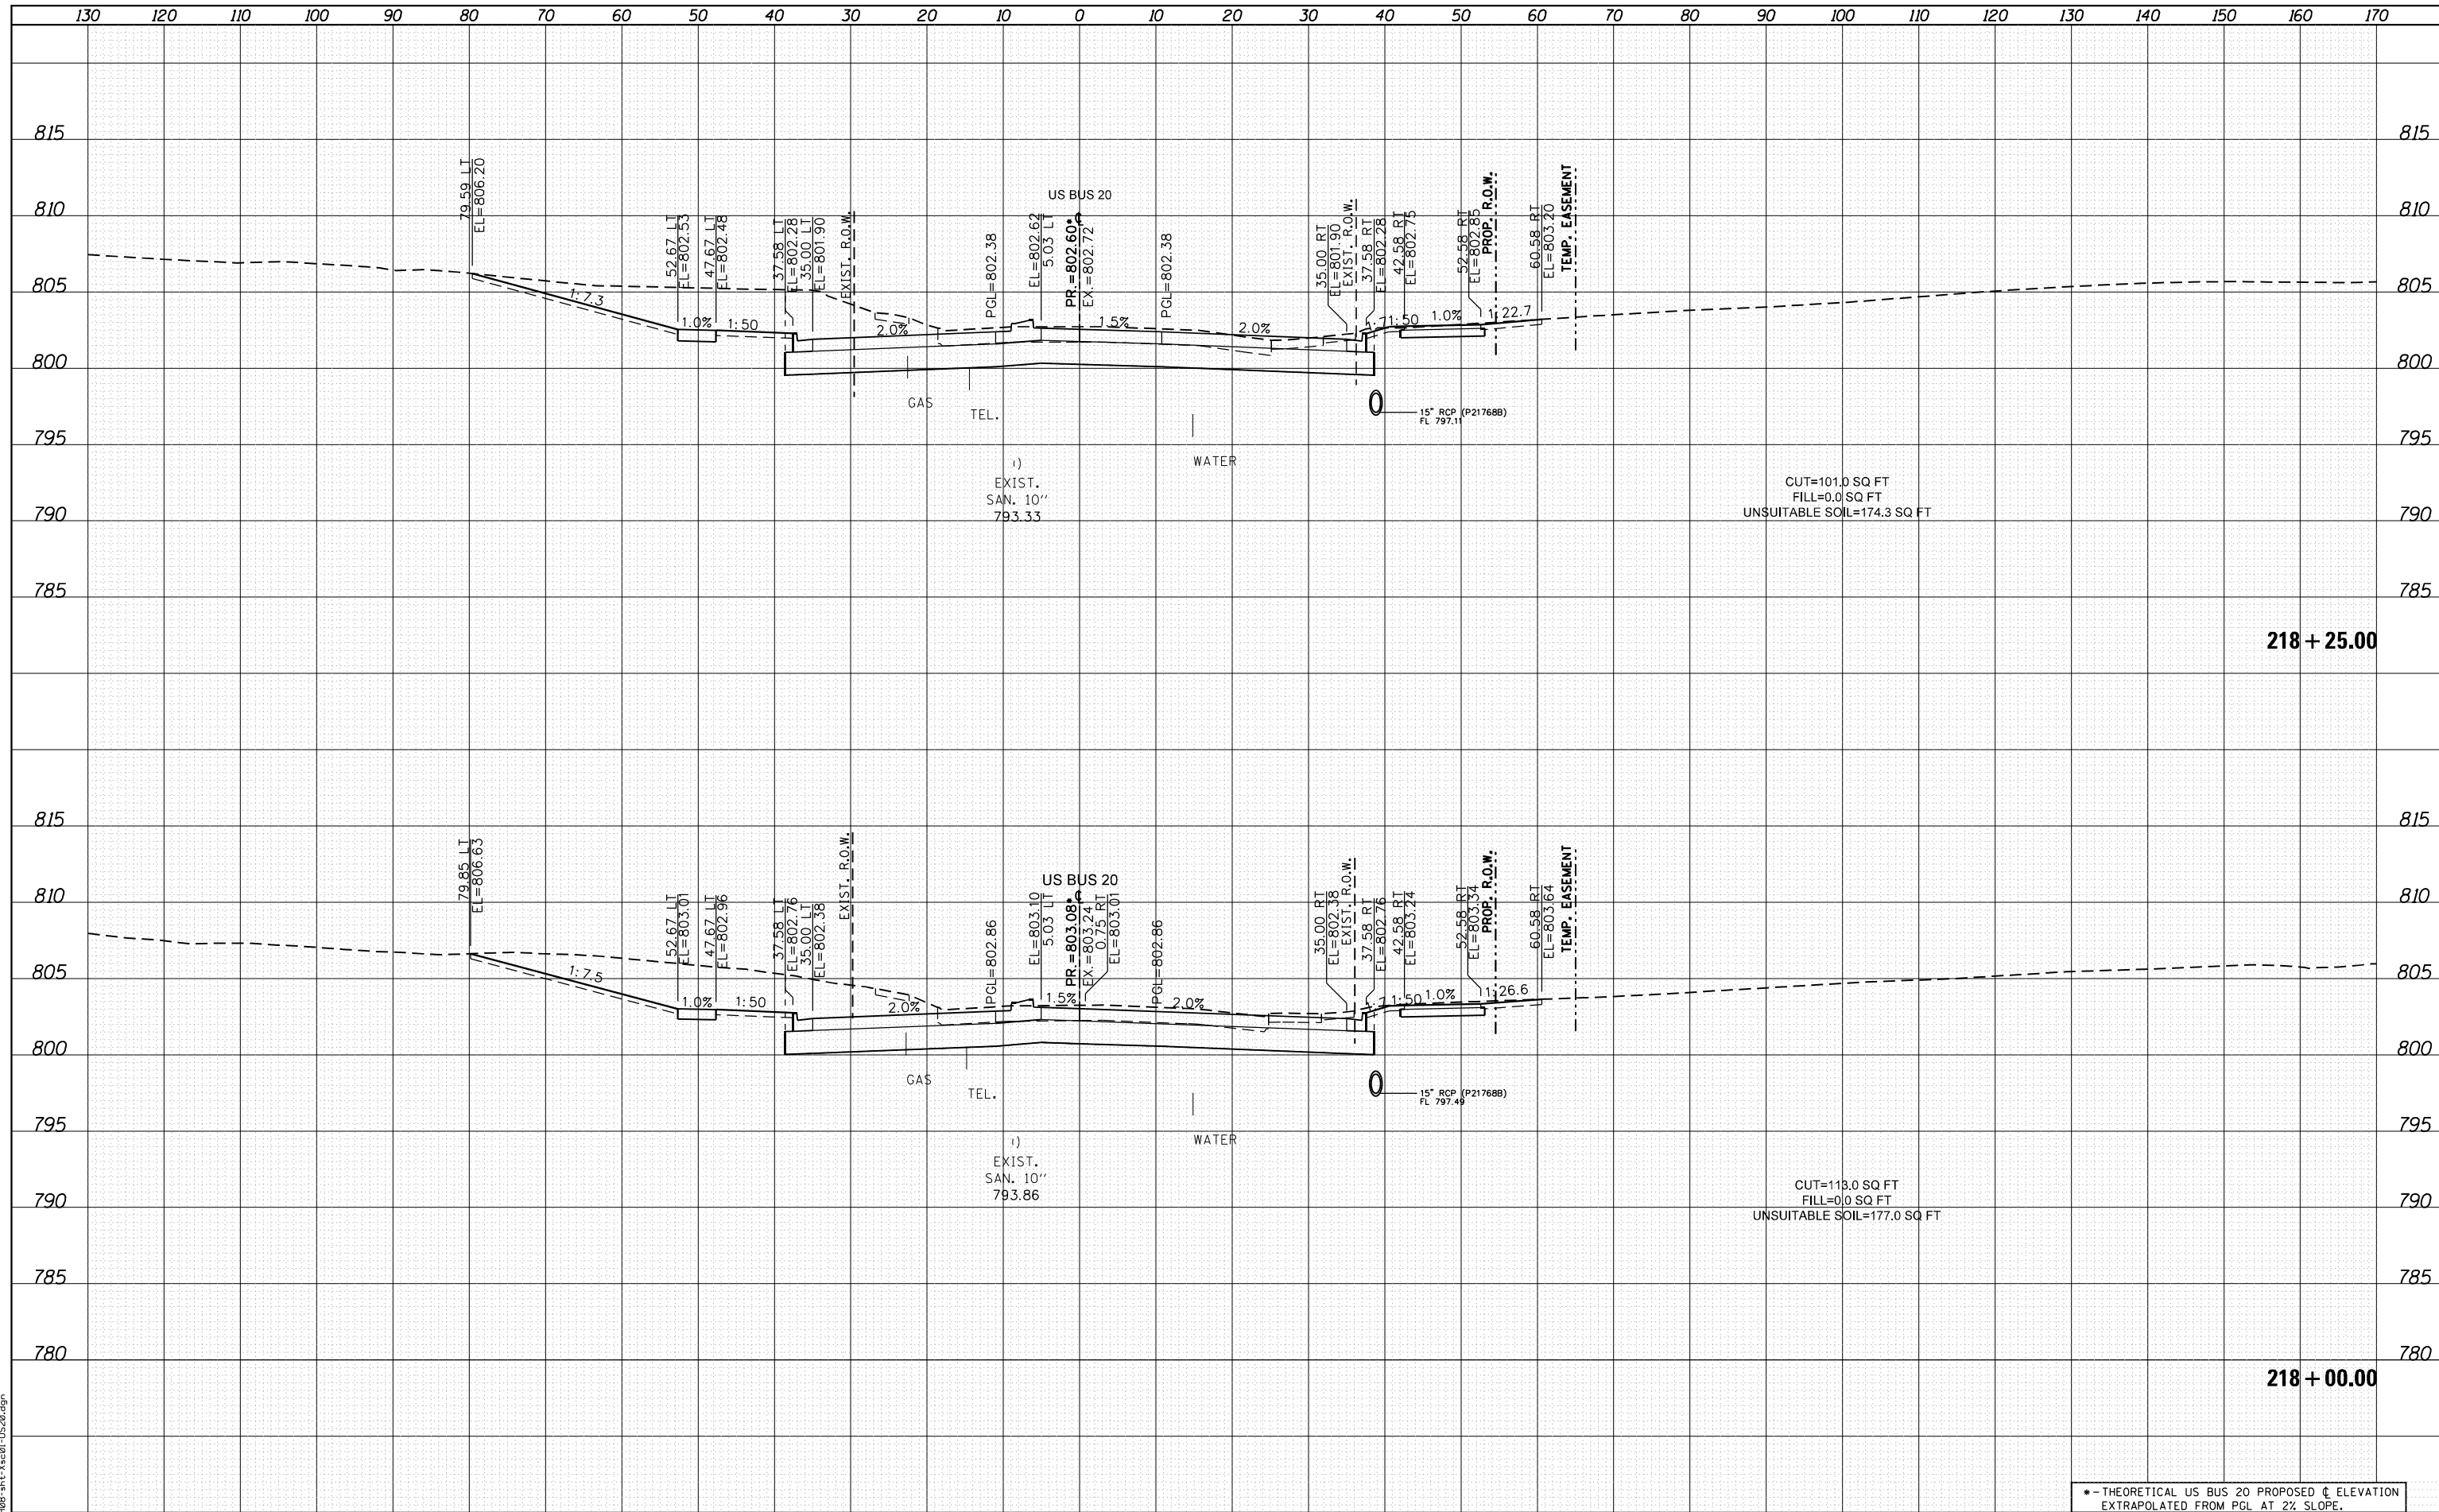 130 120 110 100 90 80 70 60 50 40 30 20 10 0 10 20 30 40 50 60 70 80 90 100 110 120 130 140 150 160 170
815 815
810 810
805 805
800 800
795 795
790 790
785 785
79.59 LT
EL=806.20
52.67 LT
EL=802.53
47.67 LT
EL=802.48
37.58 LT
EL=802.28
35.00 LT
EL=801.90
EXIST. R.O.W.
PGL=802.38
EL=802.62
5.03 LT
US BUS 20
PR.=802.60*
EX.=802.72
PGL=802.38
35.00 RT
EL=801.90
EXIST. R.O.W.
37.58 RT
EL=802.28
42.58 RT
EL=802.75
52.58 RT
EL=802.85
PROP. R.O.W.
60.58 RT
EL=803.20
TEMP. EASEMENT
1:7.3
1.0%
1:50
2.0%
1.5%
2.0%
1:50
1.0%
1:22.7
GAS
TEL.
WATER
15" RCP (P21768B)
FL 797.11
EXIST.
SAN. 10''
793.33
CUT=101.0 SQ FT
FILL=0.0 SQ FT
UNSUITABLE SOIL=174.3 SQ FT
218+25.00
815 815
810 810
805 805
800 800
795 795
790 790
785 785
780 780
79.85 LT
EL=806.63
52.67 LT
EL=803.01
47.67 LT
EL=802.96
37.58 LT
EL=802.76
35.00 LT
EL=802.38
EXIST. R.O.W.
PGL=802.86
EL=803.10
5.03 LT
US BUS 20
PR.=803.08*
EX.=803.24
0.75 RT
EL=803.01
PGL=802.86
35.00 RT
EL=802.38
EXIST. R.O.W.
37.58 RT
EL=802.76
42.58 RT
EL=803.24
52.58 RT
EL=803.34
PROP. R.O.W.
60.58 RT
EL=803.64
TEMP. EASEMENT
1:7.5
1.0%
1:50
2.0%
1.5%
2.0%
1:50
1.0%
1:26.6
GAS
TEL.
WATER
15" RCP (P21768B)
FL 797.49
EXIST.
SAN. 10''
793.86
CUT=113.0 SQ FT
FILL=0.0 SQ FT
UNSUITABLE SOIL=177.0 SQ FT
218+00.00
*-THEORETICAL US BUS 20 PROPOSED ℄ ELEVATION
EXTRAPOLATED FROM PGL AT 2% SLOPE.